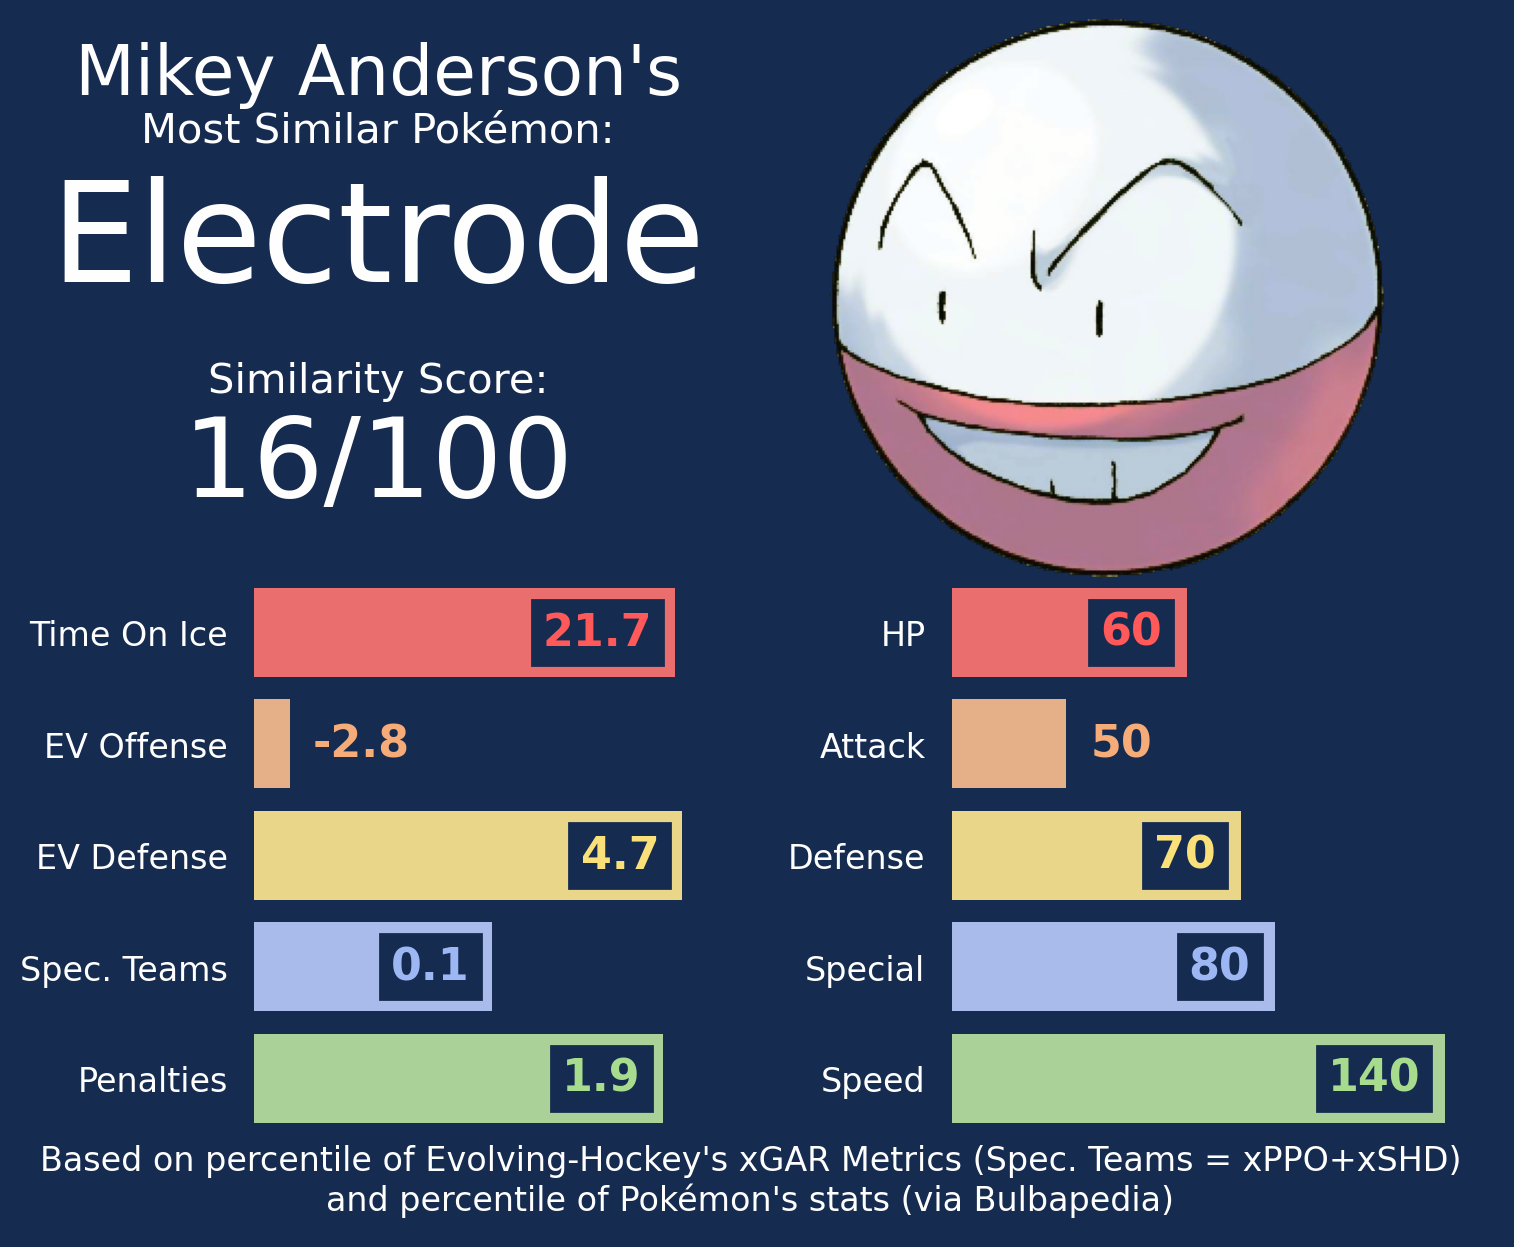 Mikey Anderson's
Most Similar Pokémon:
Electrode
Similarity Score:
16/100
Time On Ice 21.7
EV Offense -2.8
EV Defense 4.7
Spec. Teams 0.1
Penalties 1.9
HP 60
Attack 50
Defense 70
Special 80
Speed 140
Based on percentile of Evolving-Hockey's xGAR Metrics (Spec. Teams = xPPO+xSHD)
and percentile of Pokémon's stats (via Bulbapedia)